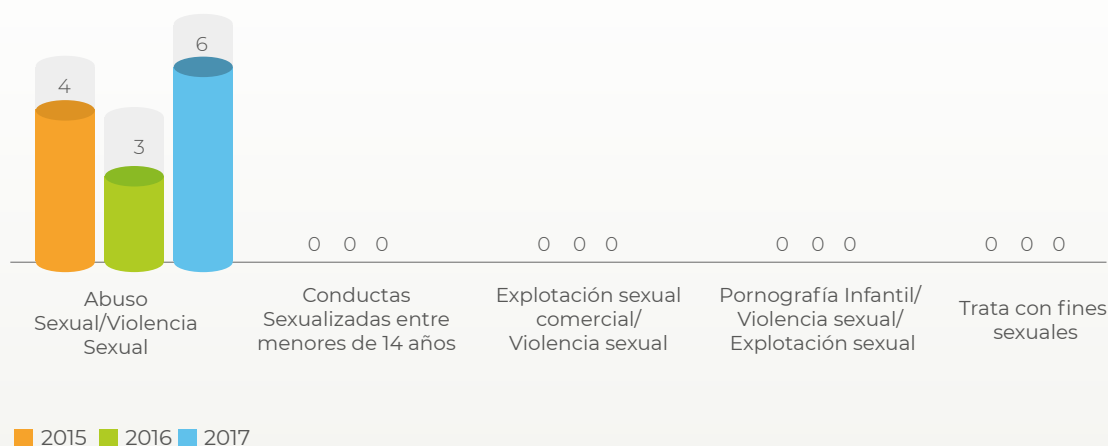 4
3
6
0 0 0
0 0 0
0 0 0
0 0 0
Abuso
Sexual/Violencia
Sexual
Conductas
Sexualizadas entre
menores de 14 años
Explotación sexual
comercial/
Violencia sexual
Pornografía Infantil/
Violencia sexual/
Explotación sexual
Trata con fines
sexuales
2015 2016 2017